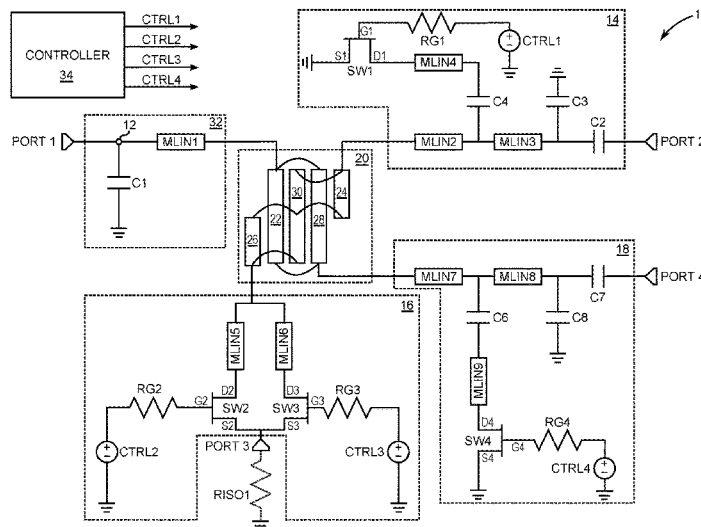 CONTROLLER
34
CTRL1
CTRL2
CTRL3
CTRL4
14
G1
RG1
CTRL1
S1
D1
SW1
MLIN4
C4
C3
C2
MLIN2
MLIN3
PORT 2
PORT 1
12
32
MLIN1
C1
20
22
30
28
24
26
18
MLIN7
MLIN8
C7
PORT 4
C6
C8
MLIN9
D4
SW4
G4
S4
RG4
CTRL4
16
MLIN5
MLIN6
RG2
G2
D2
SW2
S2
D3
SW3
S3
G3
RG3
CTRL2
CTRL3
PORT 3
RISO1